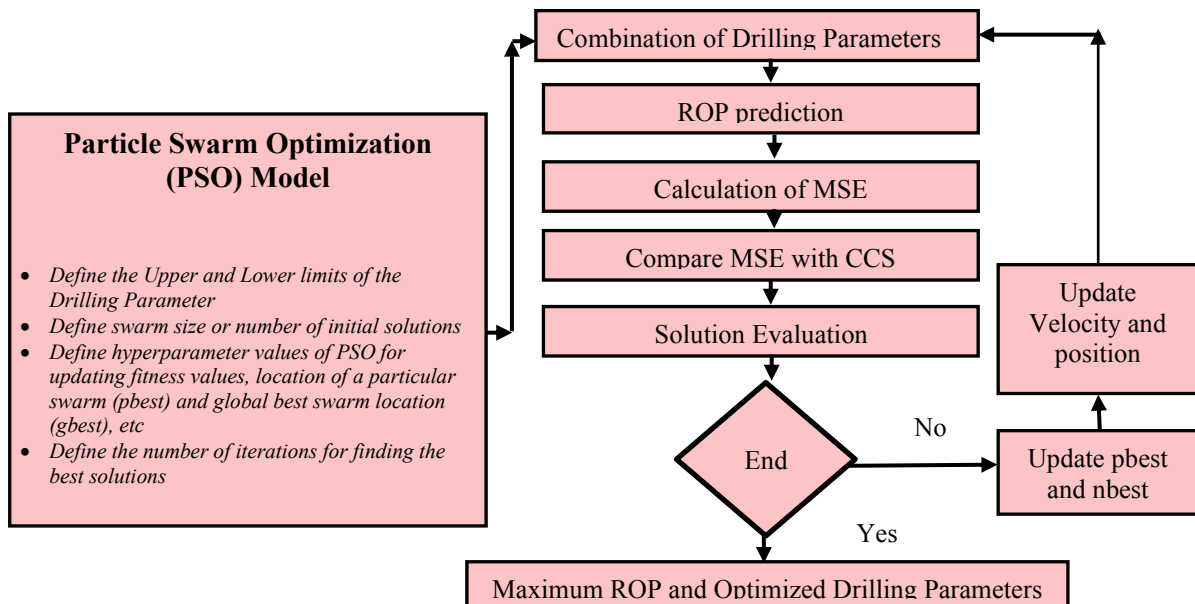 Particle Swarm Optimization
(PSO) Model
• Define the Upper and Lower limits of the
Drilling Parameter
• Define swarm size or number of initial solutions
• Define hyperparameter values of PSO for
updating fitness values, location of a particular
swarm (pbest) and global best swarm location
(gbest), etc
• Define the number of iterations for finding the
best solutions
Combination of Drilling Parameters
ROP prediction
Calculation of MSE
Compare MSE with CCS
Solution Evaluation
End
No
Yes
Update pbest
and nbest
Update
Velocity and
position
Maximum ROP and Optimized Drilling Parameters